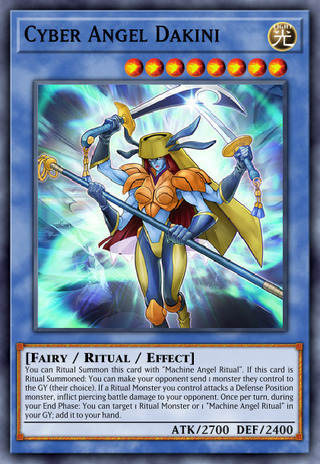 CYBER ANGEL DAKINI
LIGHT
光
[FAIRY / RITUAL / EFFECT]
You can Ritual Summon this card with "Machine Angel Ritual". If this card is
Ritual Summoned: You can make your opponent send 1 monster they control to
the GY (their choice). If a Ritual Monster you control attacks a Defense Position
monster, inflict piercing battle damage to your opponent. Once per turn, during
your End Phase: You can target 1 Ritual Monster or 1 "Machine Angel Ritual" in
your GY; add it to your hand.
ATK/2700 DEF/2400